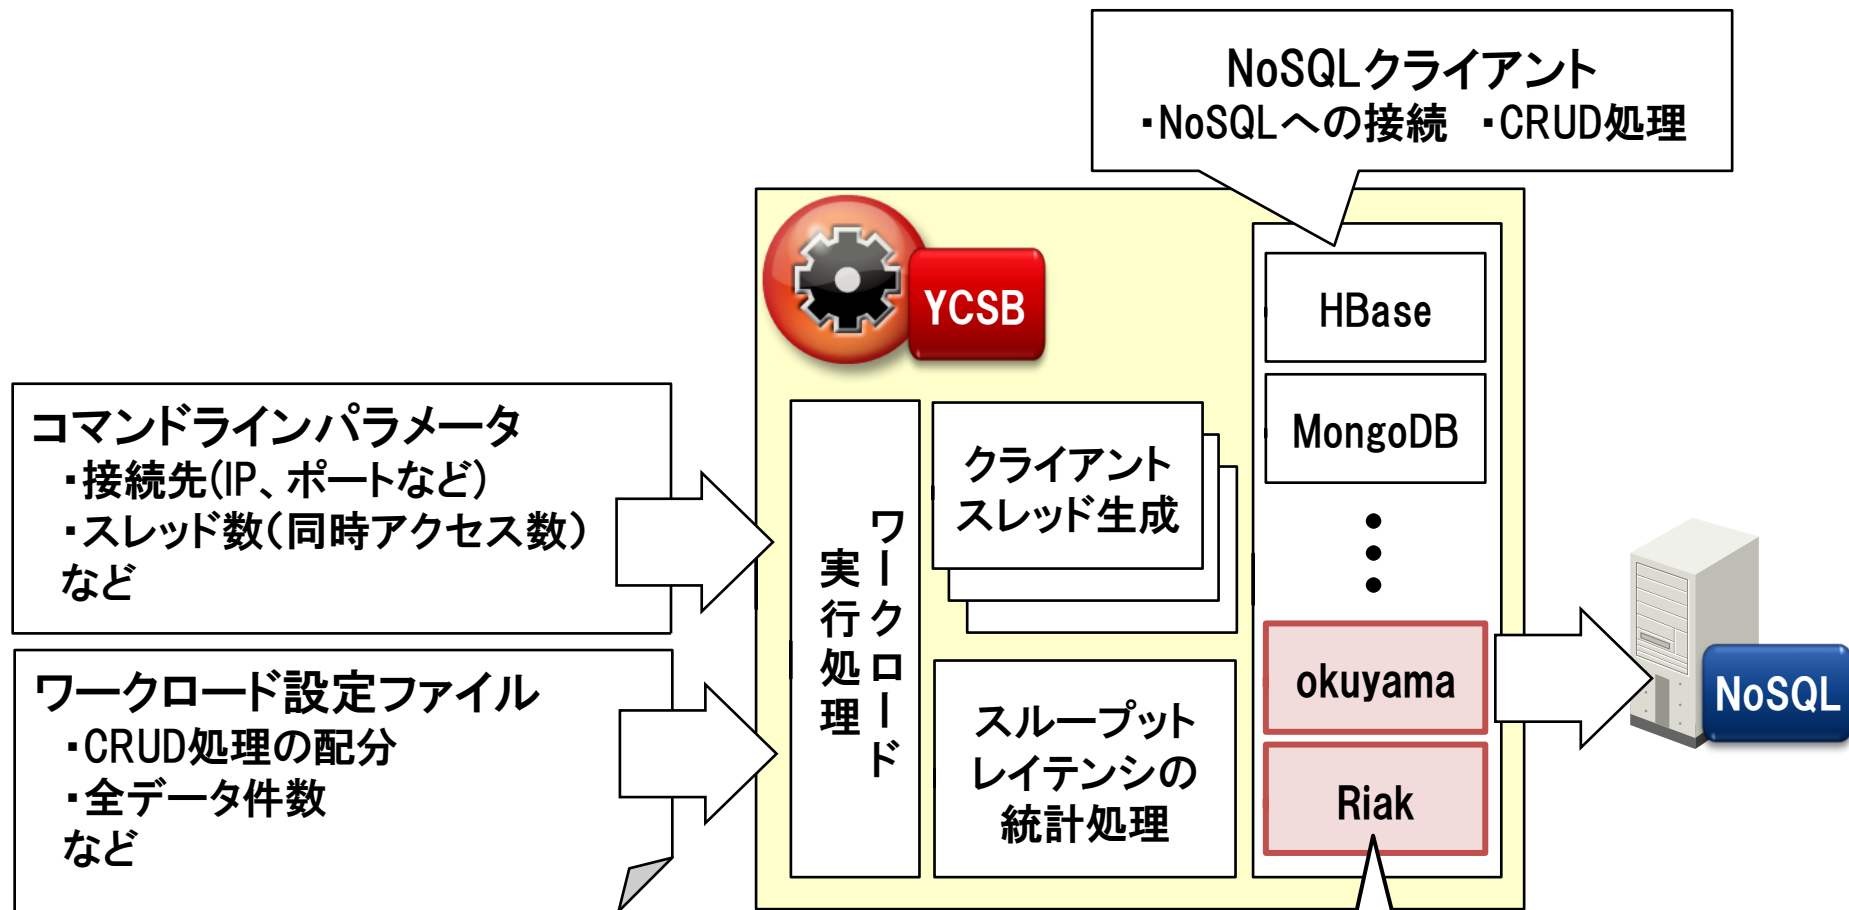 NoSQLクライアント
・NoSQLへの接続 ・CRUD処理
YCSB
HBase
MongoDB
okuyama
Riak
コマンドラインパラメータ
・接続先(IP、ポートなど)
・スレッド数(同時アクセス数)
など
ワークロード設定ファイル
・CRUD処理の配分
・全データ件数
など
ワークロード
実行処理
クライアント
スレッド生成
スループット
レイテンシの
統計処理
NoSQL